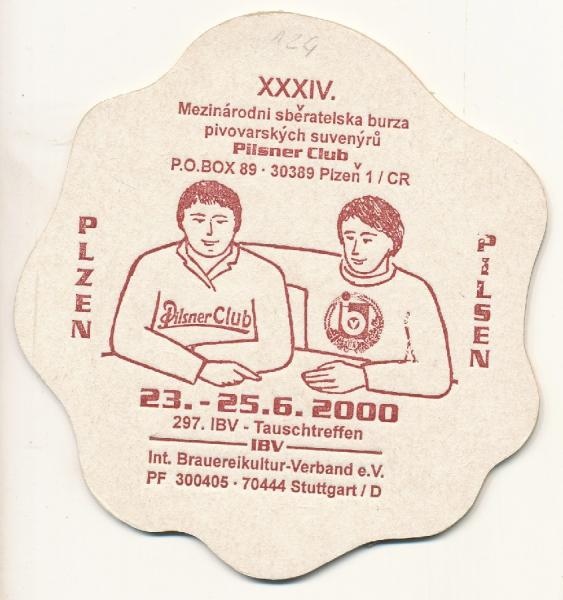 A24
XXXIV.
Mezinárodni sběratelska burza
pivovarských suvenýrů
Pilsner Club
P.O.BOX 89 · 30389 Plzeň 1 / CR
PLZEN
PILSEN
Pilsner Club
23. - 25.6. 2000
297. IBV - Tauschtreffen
IBV
Int. Brauereikultur-Verband e.V.
PF 300405 · 70444 Stuttgart / D